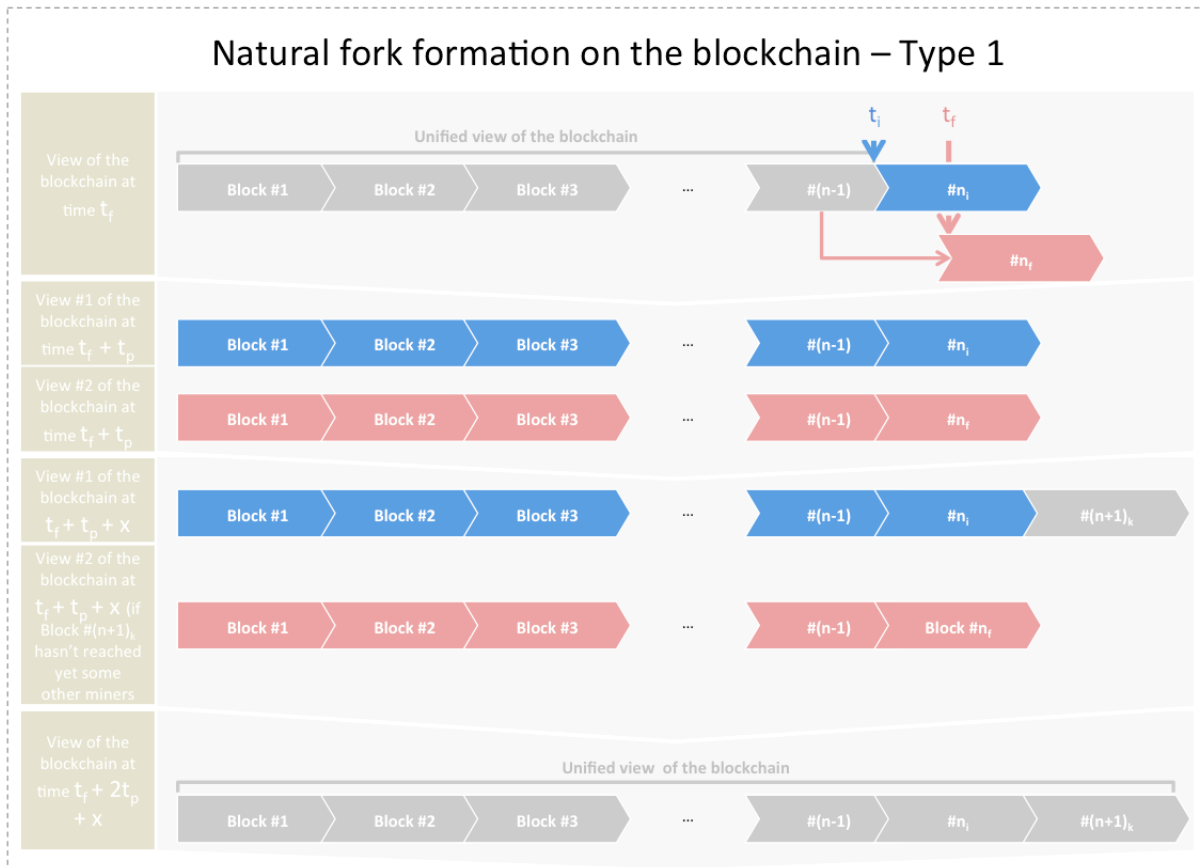 Natural fork formation on the blockchain – Type 1
View of the
blockchain at
time tf
Unified view of the blockchain
ti
tf
Block #1
Block #2
Block #3
...
#(n-1)
#ni
#nf
View #1 of the
blockchain at
time tf + tp
Block #1
Block #2
Block #3
...
#(n-1)
#ni
View #2 of the
blockchain at
time tf + tp
Block #1
Block #2
Block #3
...
#(n-1)
#nf
View #1 of the
blockchain at
tf + tp + x
Block #1
Block #2
Block #3
...
#(n-1)
#ni
#(n+1)k
View #2 of the
blockchain at
tf + tp + x (if
Block #(n+1)k
hasn't reached
yet some
other miners
Block #1
Block #2
Block #3
...
#(n-1)
Block #nf
View of the
blockchain at
time tf + 2tp
+ x
Unified view of the blockchain
Block #1
Block #2
Block #3
...
#(n-1)
#ni
#(n+1)k